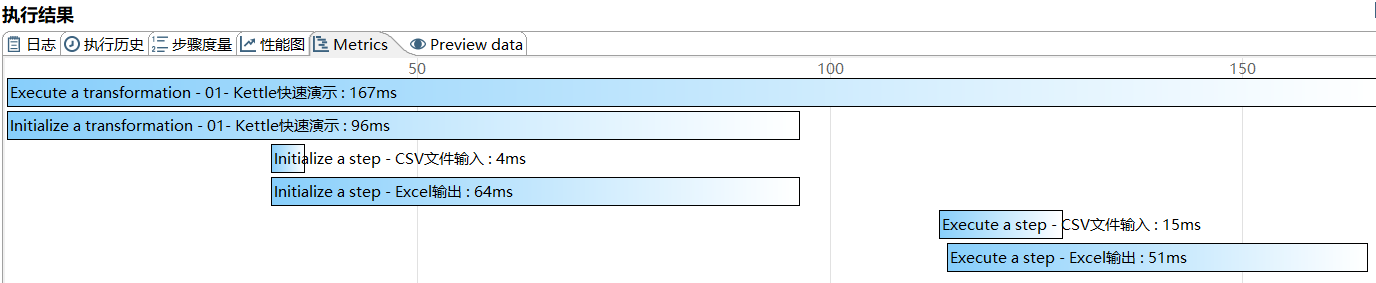 执行结果
日志 执行历史 步骤度量 性能图 Metrics Preview data
50 100 150
Execute a transformation - 01- Kettle快速演示 : 167ms
Initialize a transformation - 01- Kettle快速演示 : 96ms
Initialize a step - CSV文件输入 : 4ms
Initialize a step - Excel输出 : 64ms
Execute a step - CSV文件输入 : 15ms
Execute a step - Excel输出 : 51ms